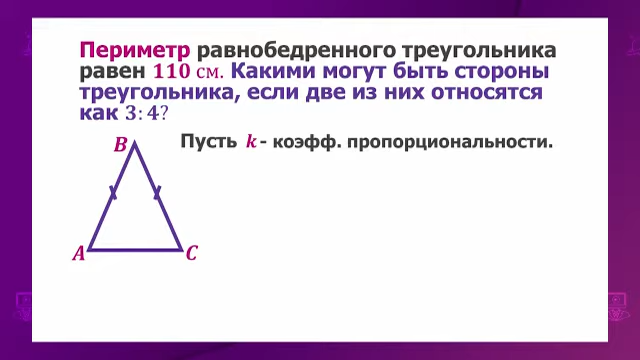 Периметр равнобедренного треугольника
равен 110 см. Какими могут быть стороны
треугольника, если две из них относятся
как 3: 4?
Пусть k - коэфф. пропорциональности.
B
A
C